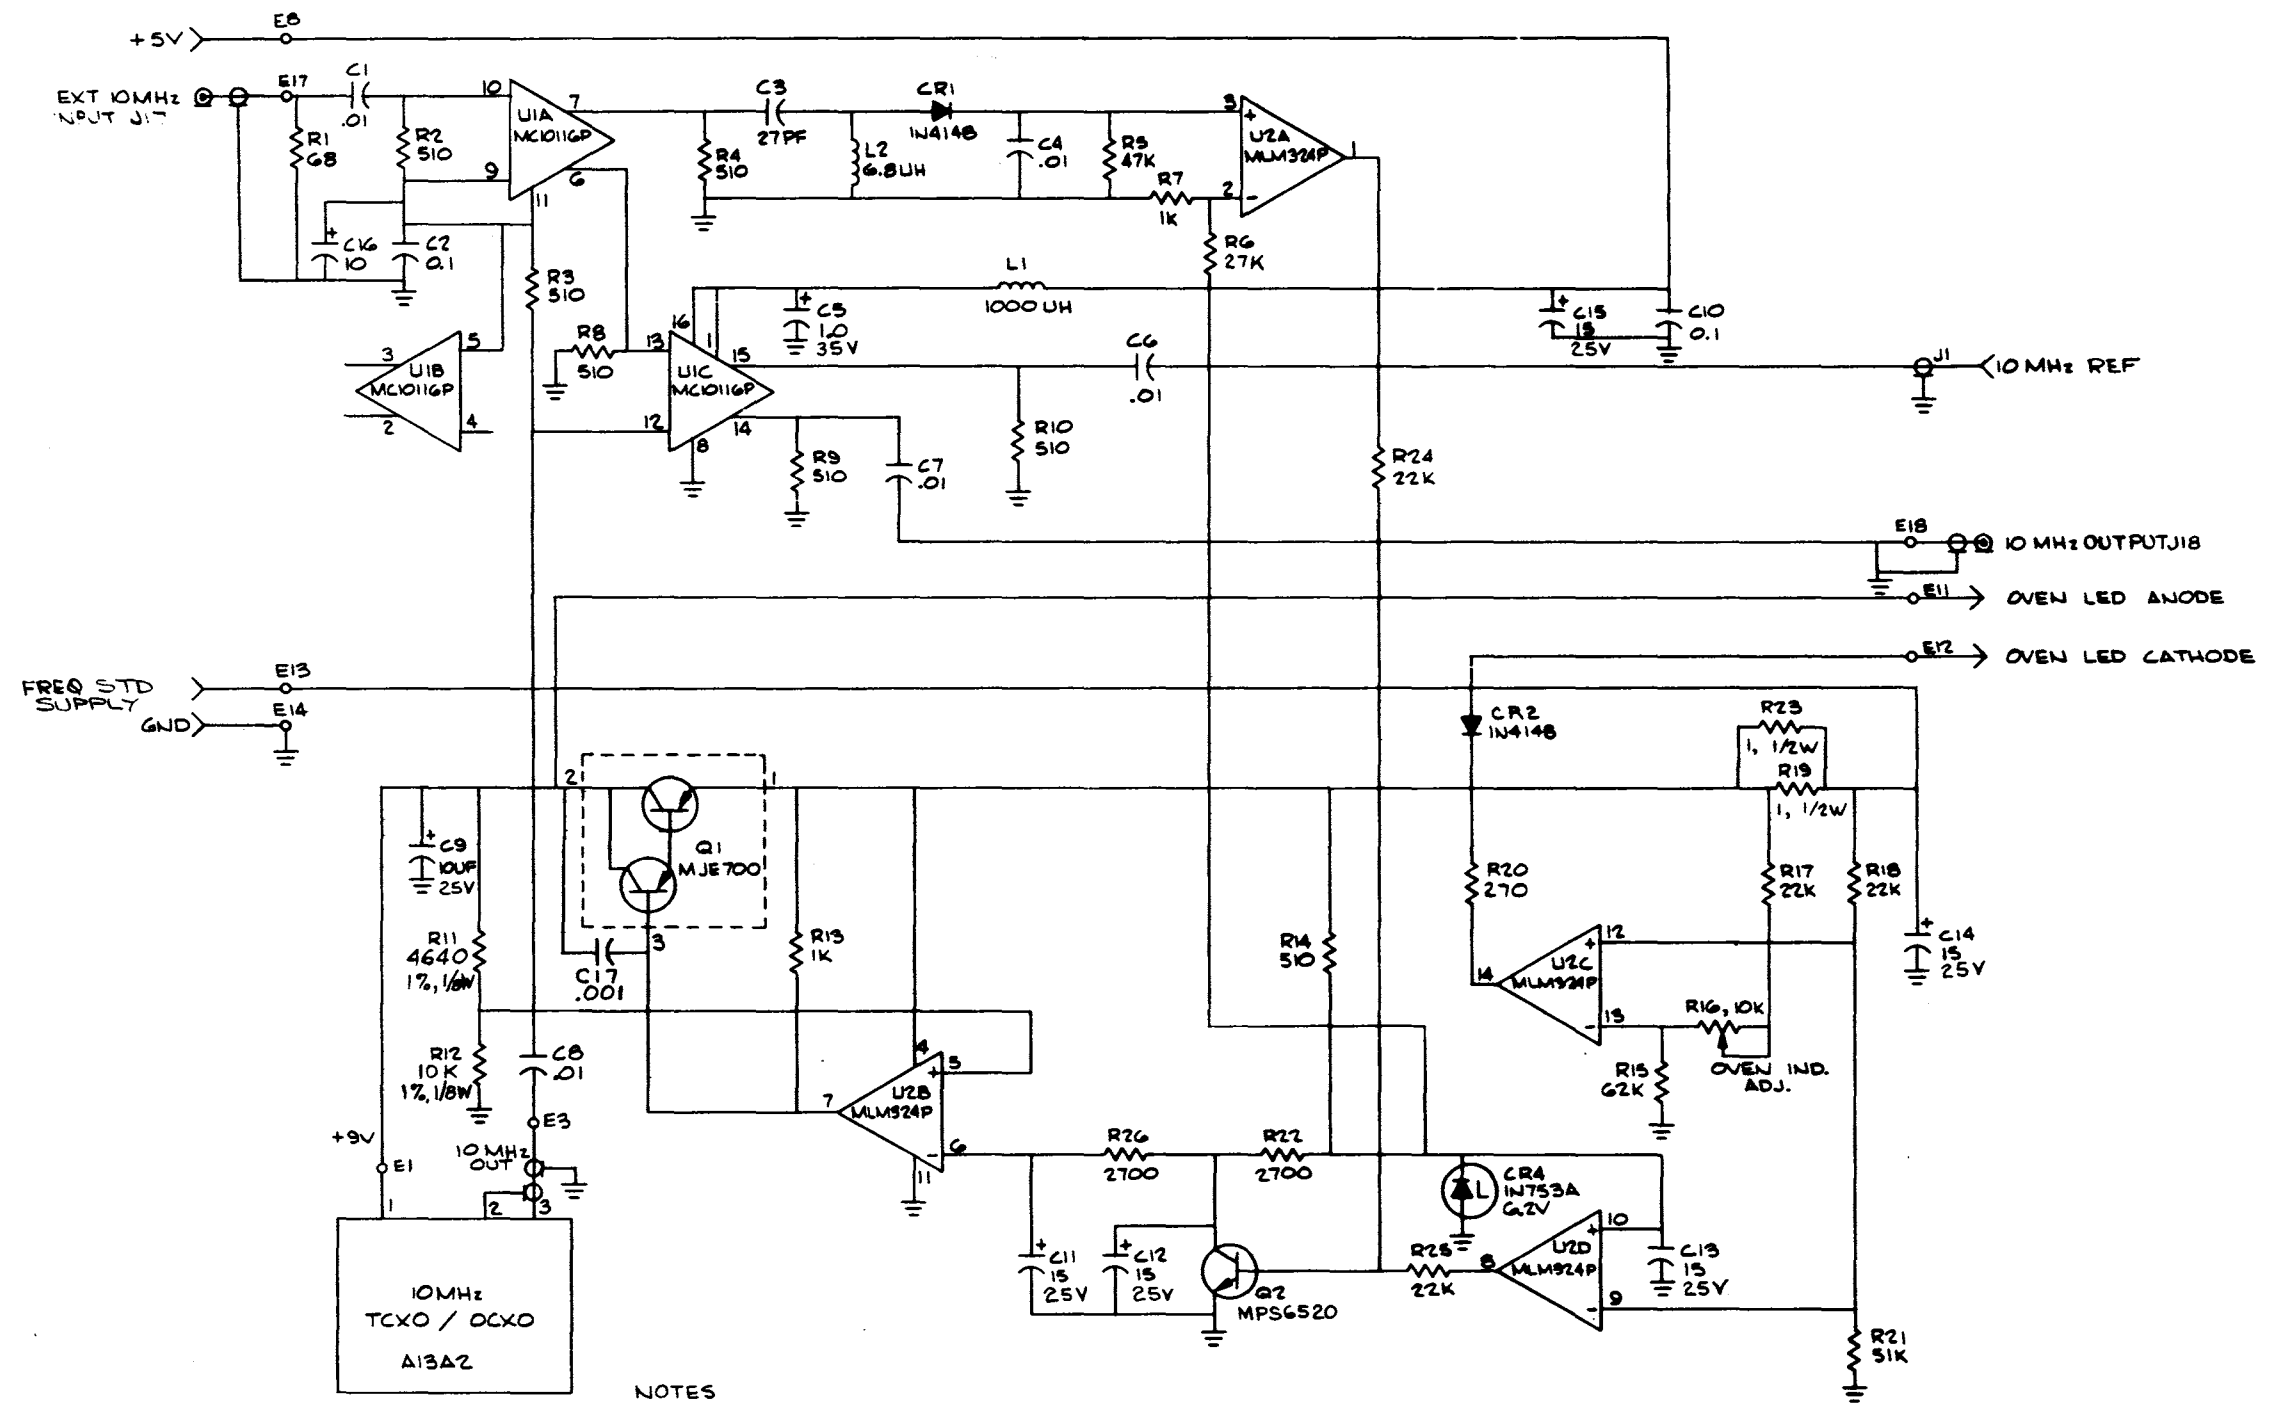 +5V
E8
EXT 10MHz
INPUT J17
E17
C1
.01
R1
68
R2
510
C16
10
C2
0.1
10
9
U1A
MC10116P
7
6
11
R3
510
R4
510
C3
27PF
L2
6.8UH
CR1
1N4148
C4
.01
R5
47K
R7
1K
3
+
U2A
MLM324P
2
-
1
R6
27K
L1
1000 UH
C5
1.0
35V
C15
15
25V
C10
0.1
3
U1B
MC10116P
2
5
4
R8
510
16
1
13
12
U1C
MC10116P
15
14
8
R9
510
C7
.01
R10
510
C6
.01
J1
10 MHz REF
R24
22K
E18
10 MHz OUTPUT J18
E11
OVEN LED ANODE
E12
OVEN LED CATHODE
FREQ STD
SUPPLY
E13
GND
E14
CR2
1N4148
R23
1, 1/2W
R19
1, 1/2W
2
1
Q1
MJE700
3
C9
10UF
25V
C17
.001
R13
1K
R11
4640
1%, 1/8W
R12
10K
1%, 1/8W
C8
.01
E3
R14
510
R20
270
R17
22K
R18
22K
12
+
U2C
MLM324P
14
13
-
R16, 10K
OVEN IND.
ADJ.
R15
62K
C14
15
25V
4
5
+
U2B
MLM324P
7
6
-
11
R26
2700
R22
2700
CR4
1N753A
6.2V
L
C11
15
25V
C12
15
25V
Q2
MPS6520
R25
22K
8
10
+
U2D
MLM324P
9
-
C13
15
25V
R21
51K
+9V
E1
10 MHz
OUT
1
2
3
10MHz
TCXO / OCXO
A13A2
NOTES